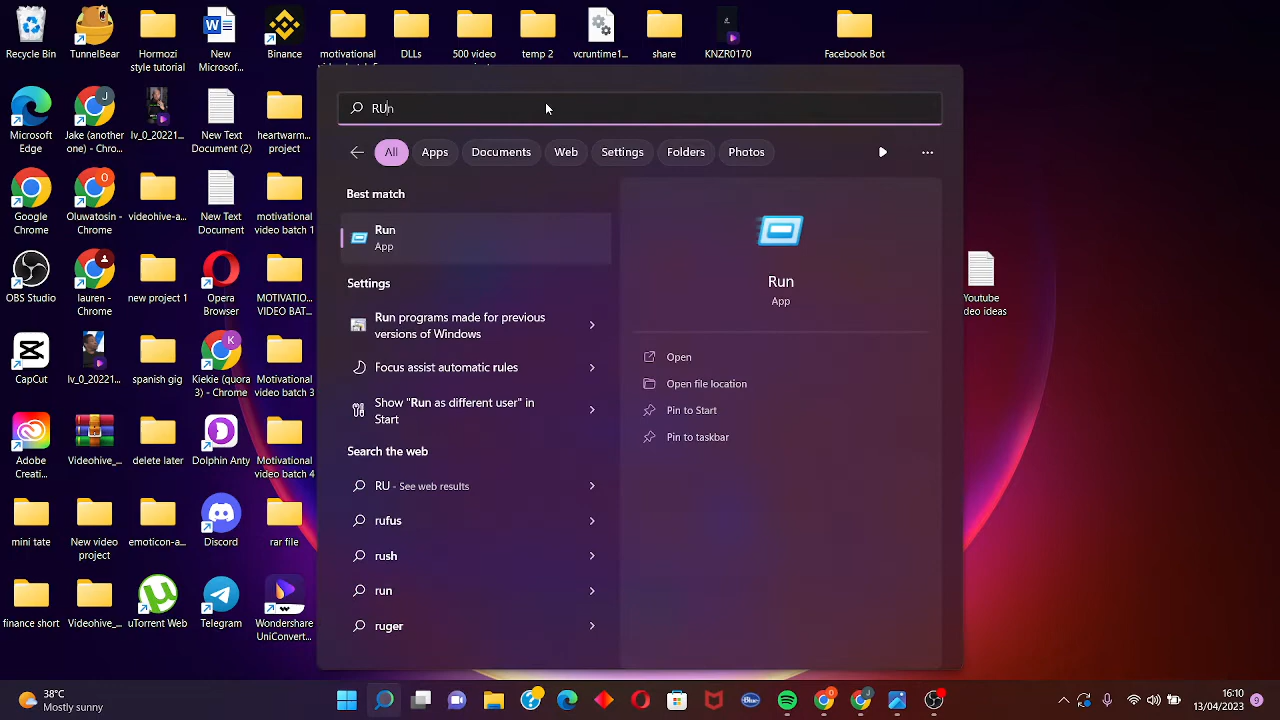 Recycle Bin
TunnelBear
Hormozi
style tutorial
New
Microsof...
Binance
motivational
DLLs
500 video
temp 2
vcruntime1...
share
KNZR0170
Facebook Bot
RU
Microsoft
Edge
Jake (another
one) - Chro...
lv_0_20221...
New Text
Document (2)
heartwarm...
project
All
Apps
Documents
Web
Settings
Folders
Photos
Best match
Google
Chrome
Oluwatosin -
Chrome
videohive-a...
New Text
Document
motivational
video batch 1
Run
App
Run
App
OBS Studio
lauren -
Chrome
new project 1
Opera
Browser
MOTIVATIO...
VIDEO BAT...
Run programs made for previous
versions of Windows
Focus assist automatic rules
Show "Run as different user" in
Start
Open
Open file location
Pin to Start
Pin to taskbar
Youtube
CapCut
lv_0_20221...
spanish gig
Kiekie (quora
3) - Chrome
Motivational
video batch 3
Search the web
RU - See web results
rufus
rush
run
ruger
Adobe
Creati...
Videohive_...
delete later
Dolphin Anty
Motivational
video batch 4
mini tate
New video
project
emoticon-a...
Discord
rar file
finance short
Videohive_...
uTorrent Web
Telegram
Wondershare
UniConvert...
38°C
Mostly sunny
16:10
13/04/2023
9